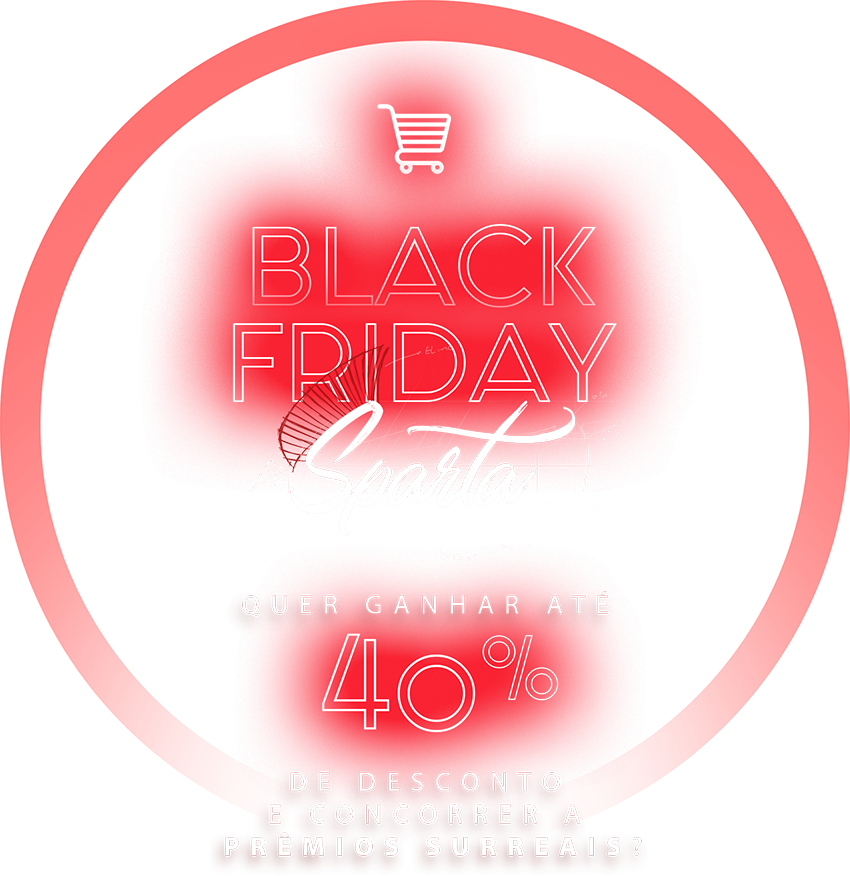 BLACK
FRIDAY
Sparta
QUER GANHAR ATÉ
40%
DE DESCONTO
E CONCORRER A
PRÊMIOS SURREAIS?